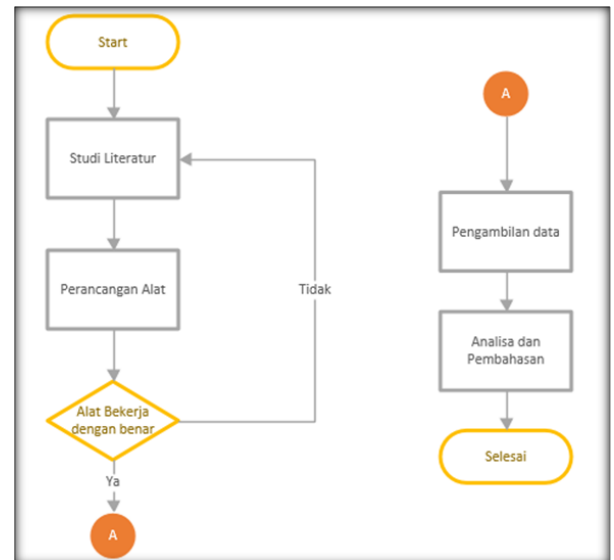 Start
Studi Literatur
Perancangan Alat
Tidak
Alat Bekerja
dengan benar
Ya
A
A
Pengambilan data
Analisa dan
Pembahasan
Selesai